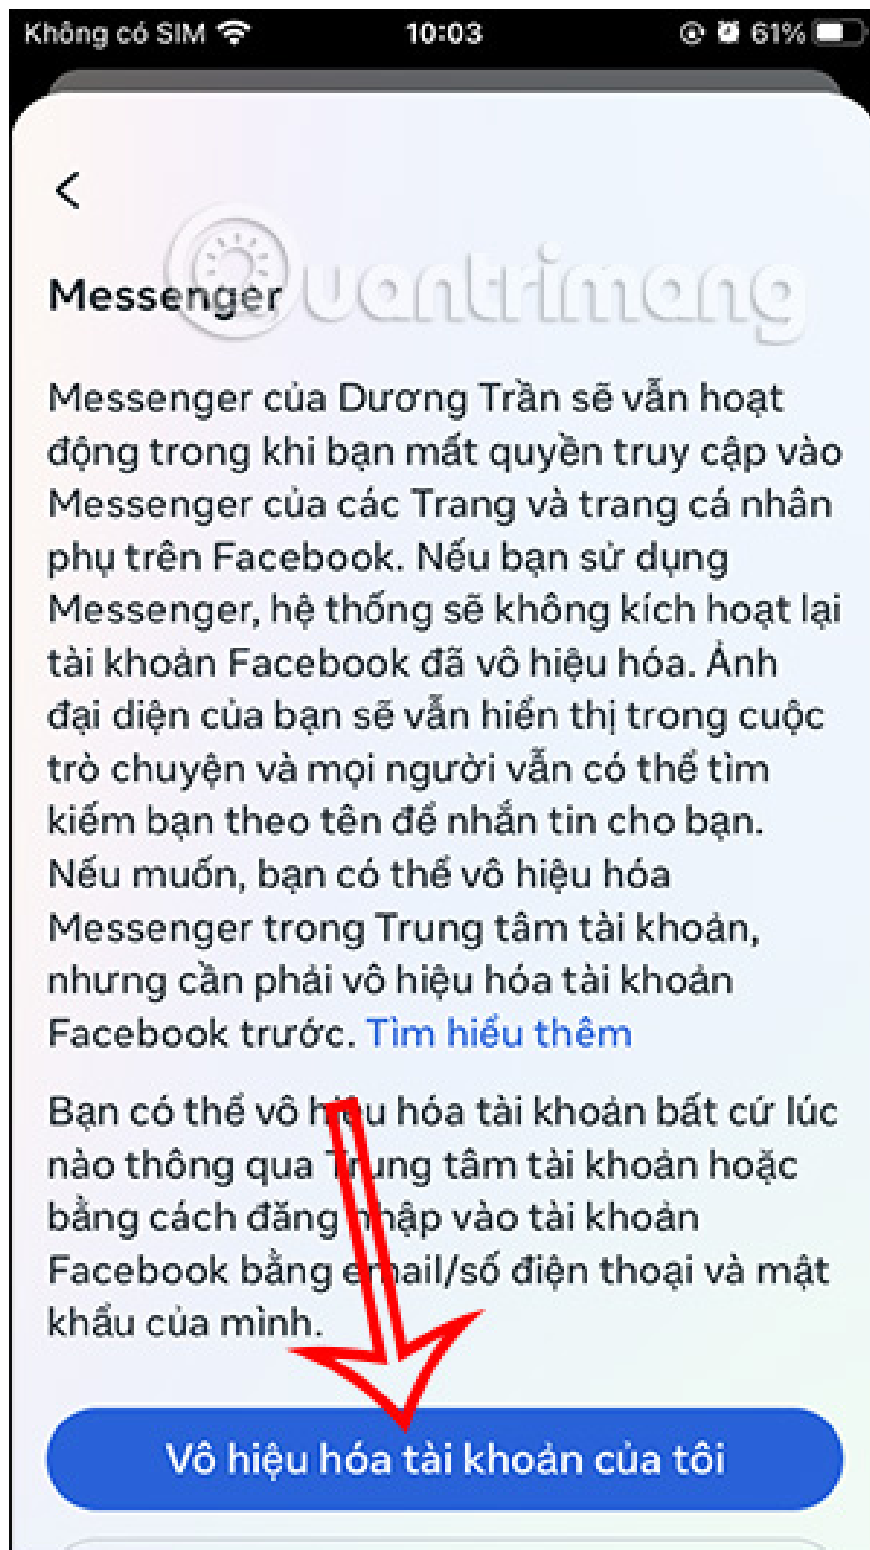 Không có SIM 10:03 61%
Quantrimang
Messenger
Messenger của Dương Trần sẽ vẫn hoạt
động trong khi bạn mất quyền truy cập vào
Messenger của các Trang và trang cá nhân
phụ trên Facebook. Nếu bạn sử dụng
Messenger, hệ thống sẽ không kích hoạt lại
tài khoản Facebook đã vô hiệu hóa. Ảnh
đại diện của bạn sẽ vẫn hiển thị trong cuộc
trò chuyện và mọi người vẫn có thể tìm
kiếm bạn theo tên để nhắn tin cho bạn.
Nếu muốn, bạn có thể vô hiệu hóa
Messenger trong Trung tâm tài khoản,
nhưng cần phải vô hiệu hóa tài khoản
Facebook trước. Tìm hiểu thêm
Bạn có thể vô hiệu hóa tài khoản bất cứ lúc
nào thông qua Trung tâm tài khoản hoặc
bằng cách đăng nhập vào tài khoản
Facebook bằng email/số điện thoại và mật
khẩu của mình.
Vô hiệu hóa tài khoản của tôi